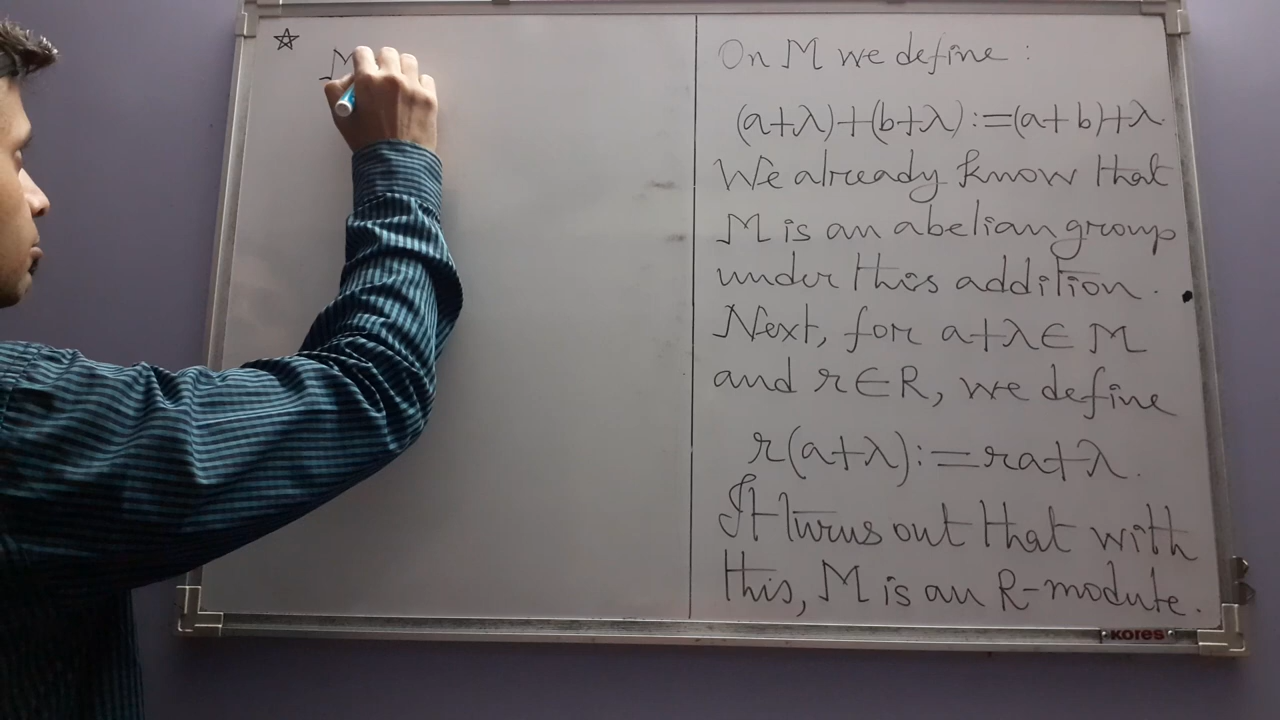 ☆
M
On M we define :
(a+λ)+(b+λ):=(a+b)+λ.
We already know that
M is an abelian group
under this addition.
Next, for a+λ∈M
and r∈R, we define
r(a+λ):=ra+λ.
It turns out that with
this, M is an R-module.
KORES